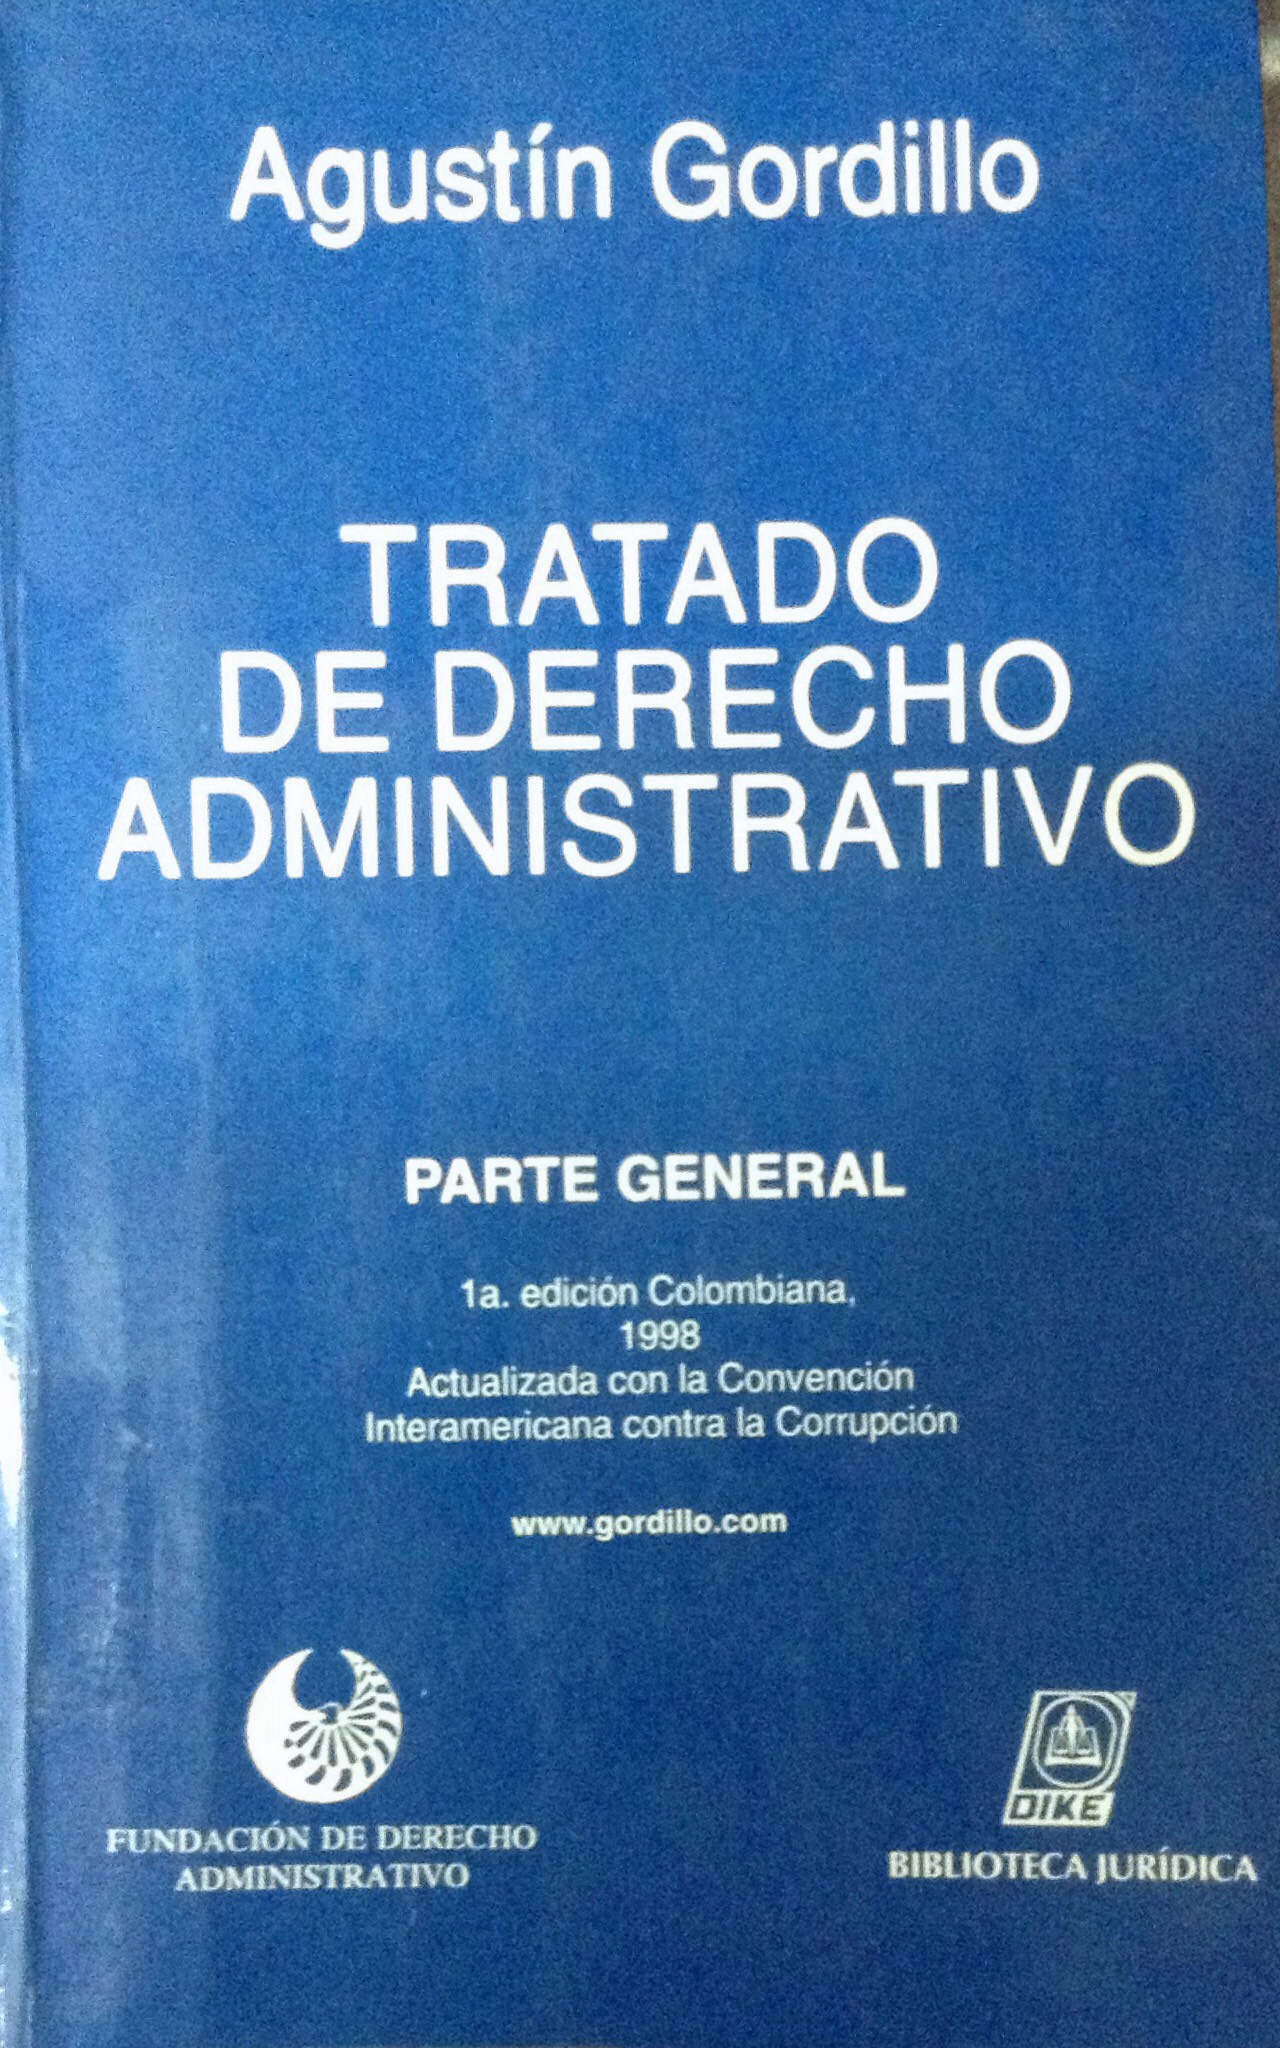 Agustín Gordillo
TRATADO
DE DERECHO
ADMINISTRATIVO
PARTE GENERAL
1a. edición Colombiana,
1998
Actualizada con la Convención
Interamericana contra la Corrupción
www.gordillo.com
FUNDACIÓN DE DERECHO
ADMINISTRATIVO
DIKE
BIBLIOTECA JURÍDICA